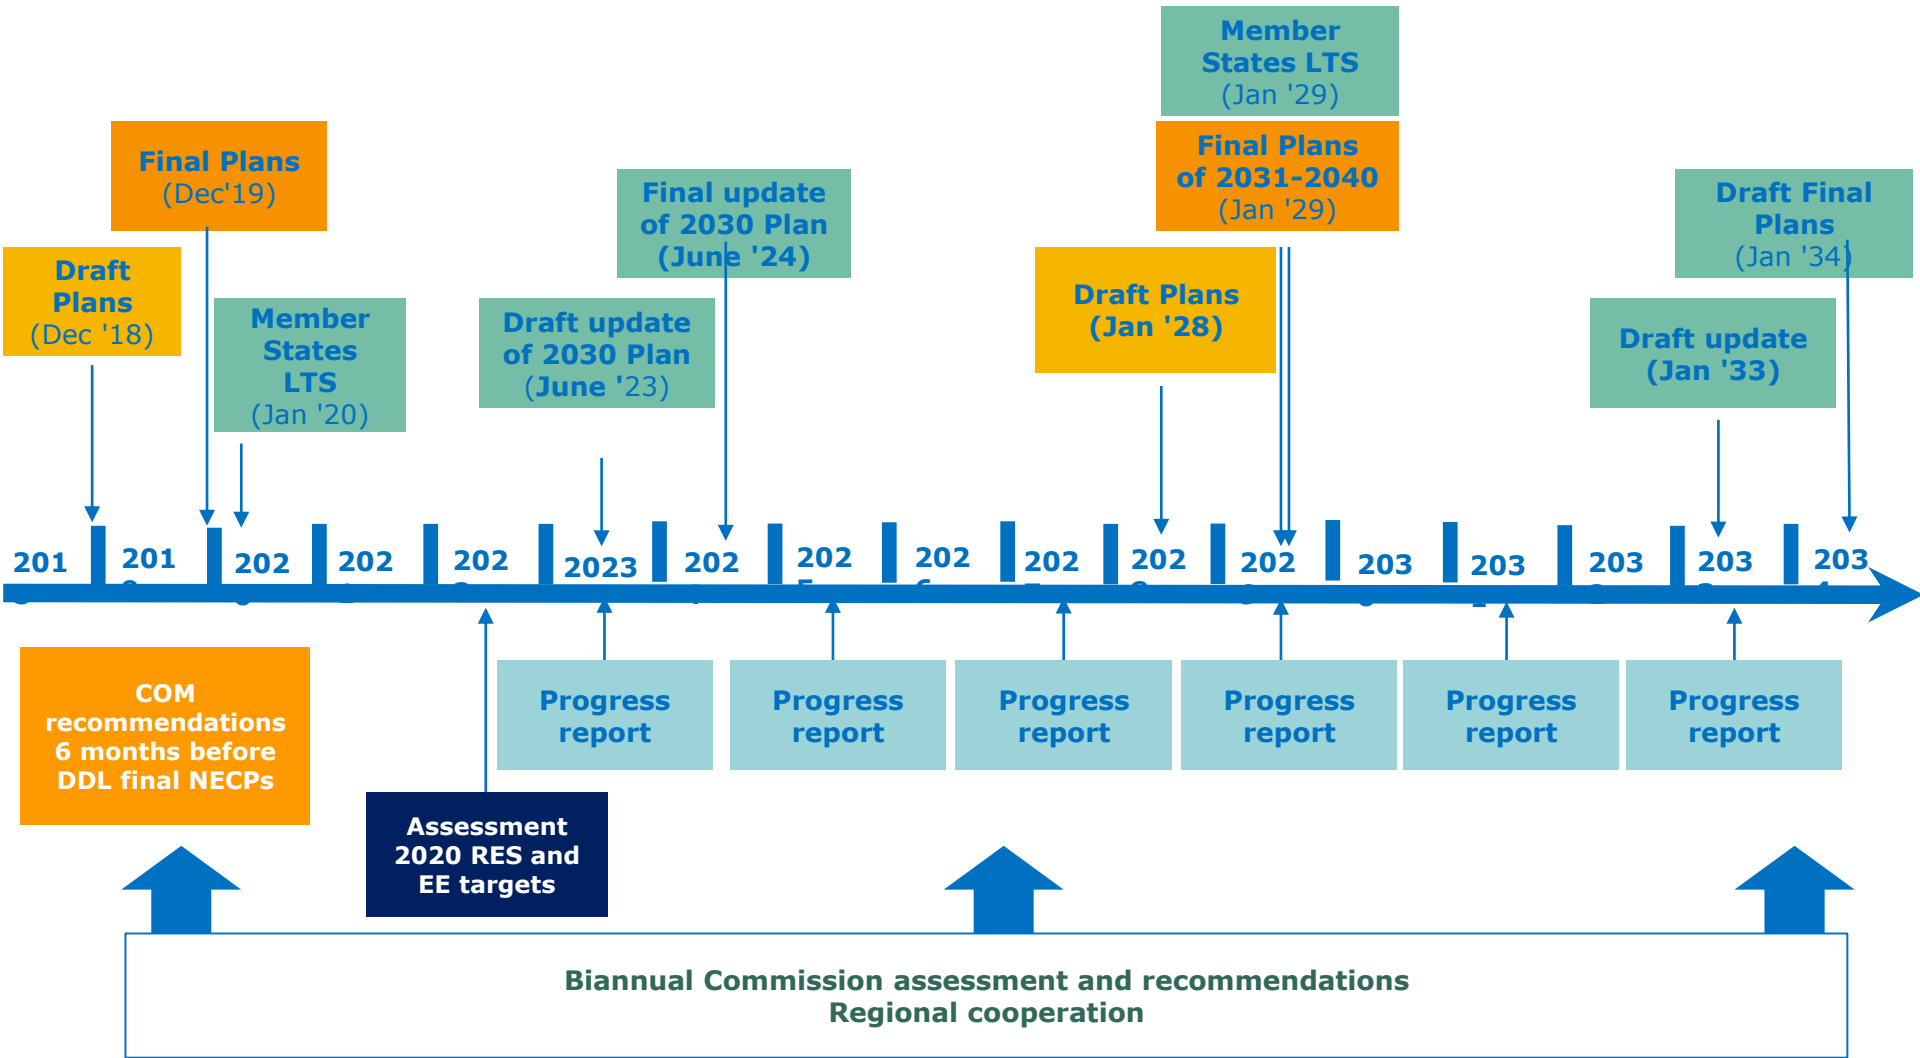 Member
States LTS
(Jan '29)
Final Plans
(Dec'19)
Final Plans
of 2031-2040
(Jan '29)
Final update
of 2030 Plan
(June '24)
Draft Final
Plans
(Jan '34)
Draft
Plans
(Dec '18)
Member
States
LTS
(Jan '20)
Draft update
of 2030 Plan
(June '23)
Draft Plans
(Jan '28)
Draft update
(Jan '33)
201
201
202
202
202
2023
202
202
202
202
202
202
203
203
203
203
203
COM
recommendations
6 months before
DDL final NECPs
Progress
report
Progress
report
Progress
report
Progress
report
Progress
report
Progress
report
Assessment
2020 RES and
EE targets
Biannual Commission assessment and recommendations
Regional cooperation